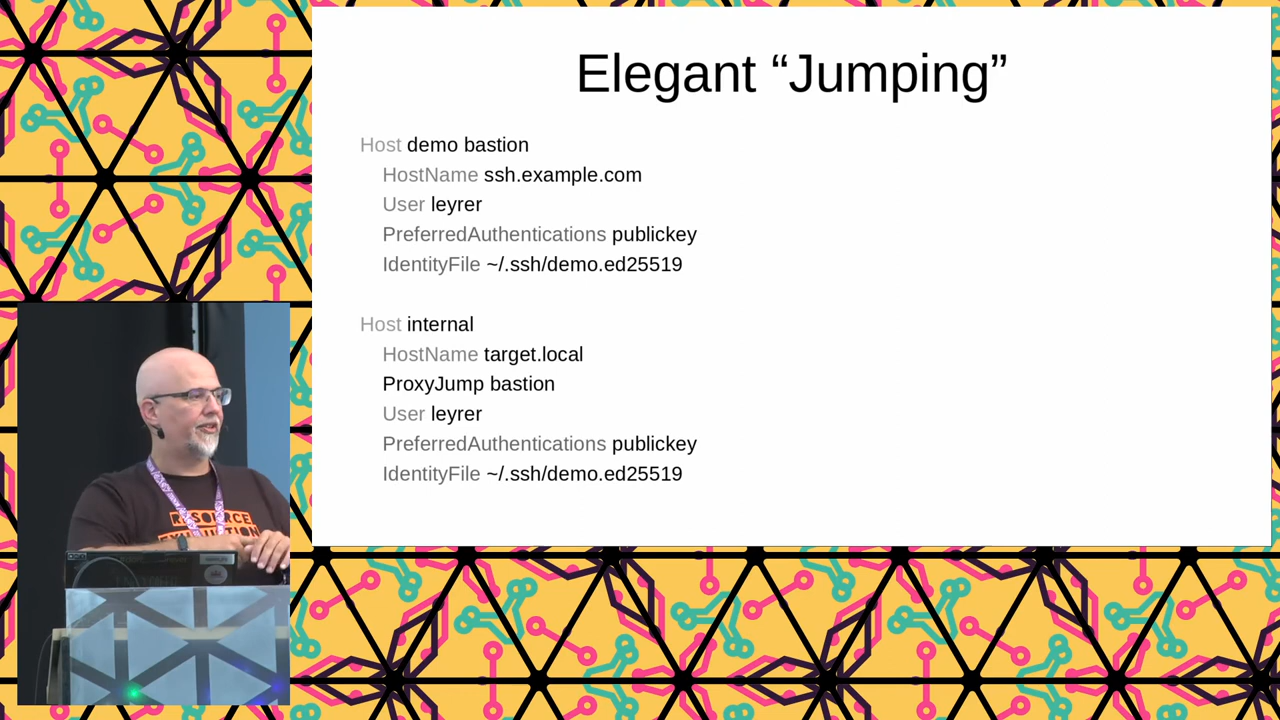 Elegant “Jumping”
Host demo bastion
HostName ssh.example.com
User leyrer
PreferredAuthentications publickey
IdentityFile ~/.ssh/demo.ed25519
Host internal
HostName target.local
ProxyJump bastion
User leyrer
PreferredAuthentications publickey
IdentityFile ~/.ssh/demo.ed25519
RESOURCE